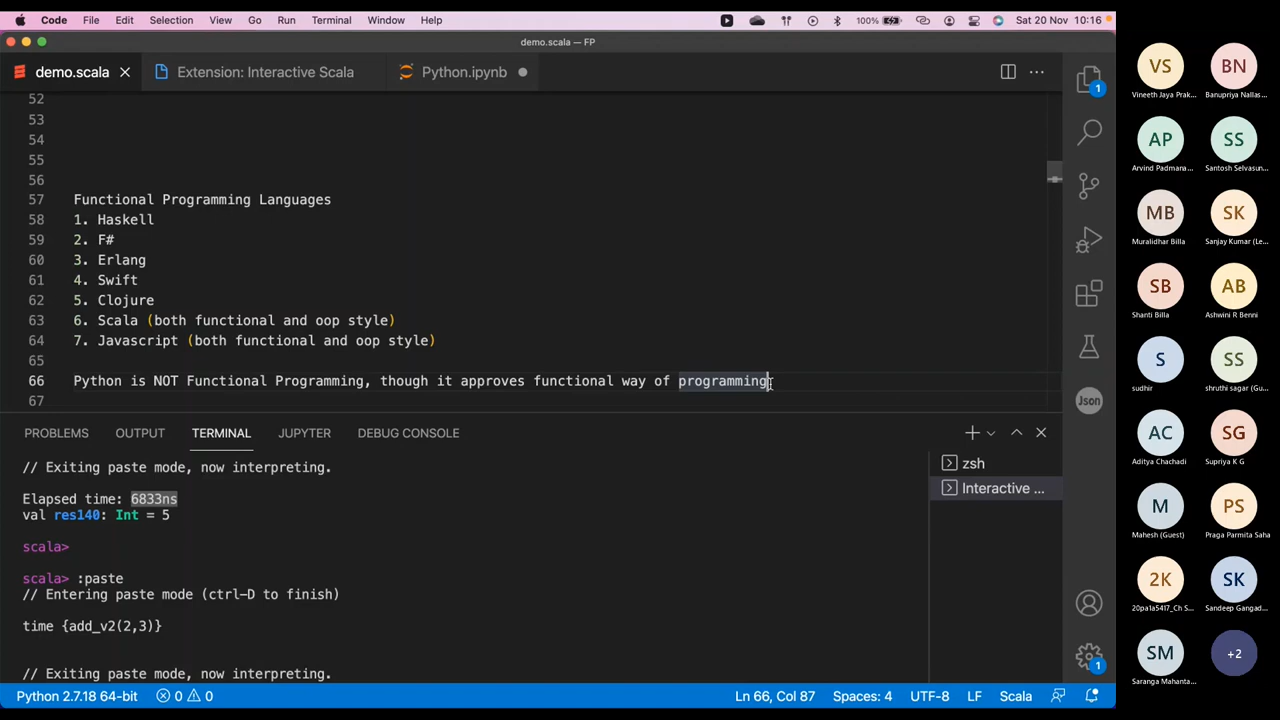 Code File Edit Selection View Go Run Terminal Window Help 100% Sat 20 Nov 10:16
demo.scala — FP
demo.scala Extension: Interactive Scala Python.ipynb
52
53
54
55
56
57 Functional Programming Languages
58 1. Haskell
59 2. F#
60 3. Erlang
61 4. Swift
62 5. Clojure
63 6. Scala (both functional and oop style)
64 7. Javascript (both functional and oop style)
65
66 Python is NOT Functional Programming, though it approves functional way of programming
67
PROBLEMS OUTPUT TERMINAL JUPYTER DEBUG CONSOLE
// Exiting paste mode, now interpreting.
Elapsed time: 6833ns
val res140: Int = 5
scala>
scala> :paste
// Entering paste mode (ctrl-D to finish)
time {add_v2(2,3)}
// Exiting paste mode, now interpreting.
zsh
Interactive ...
1
Json
1
Python 2.7.18 64-bit 0 0 Ln 66, Col 87 Spaces: 4 UTF-8 LF Scala
VS BN
Vineeth Jaya Prak... Banupriya Nallas...
AP SS
Arvind Padmana... Santosh Selvasun...
MB SK
Muralidhar Billa Sanjay Kumar (Le...
SB AB
Shanti Billa Ashwini R Benni
S SS
sudhir shruthi sagar (Gu...
AC SG
Aditya Chachadi Supriya K G
M PS
Mahesh (Guest) Praga Parmita Saha
2K SK
20pa1a5417_Ch S... Sandeep Gangad...
SM +2
Saranga Mahanta...